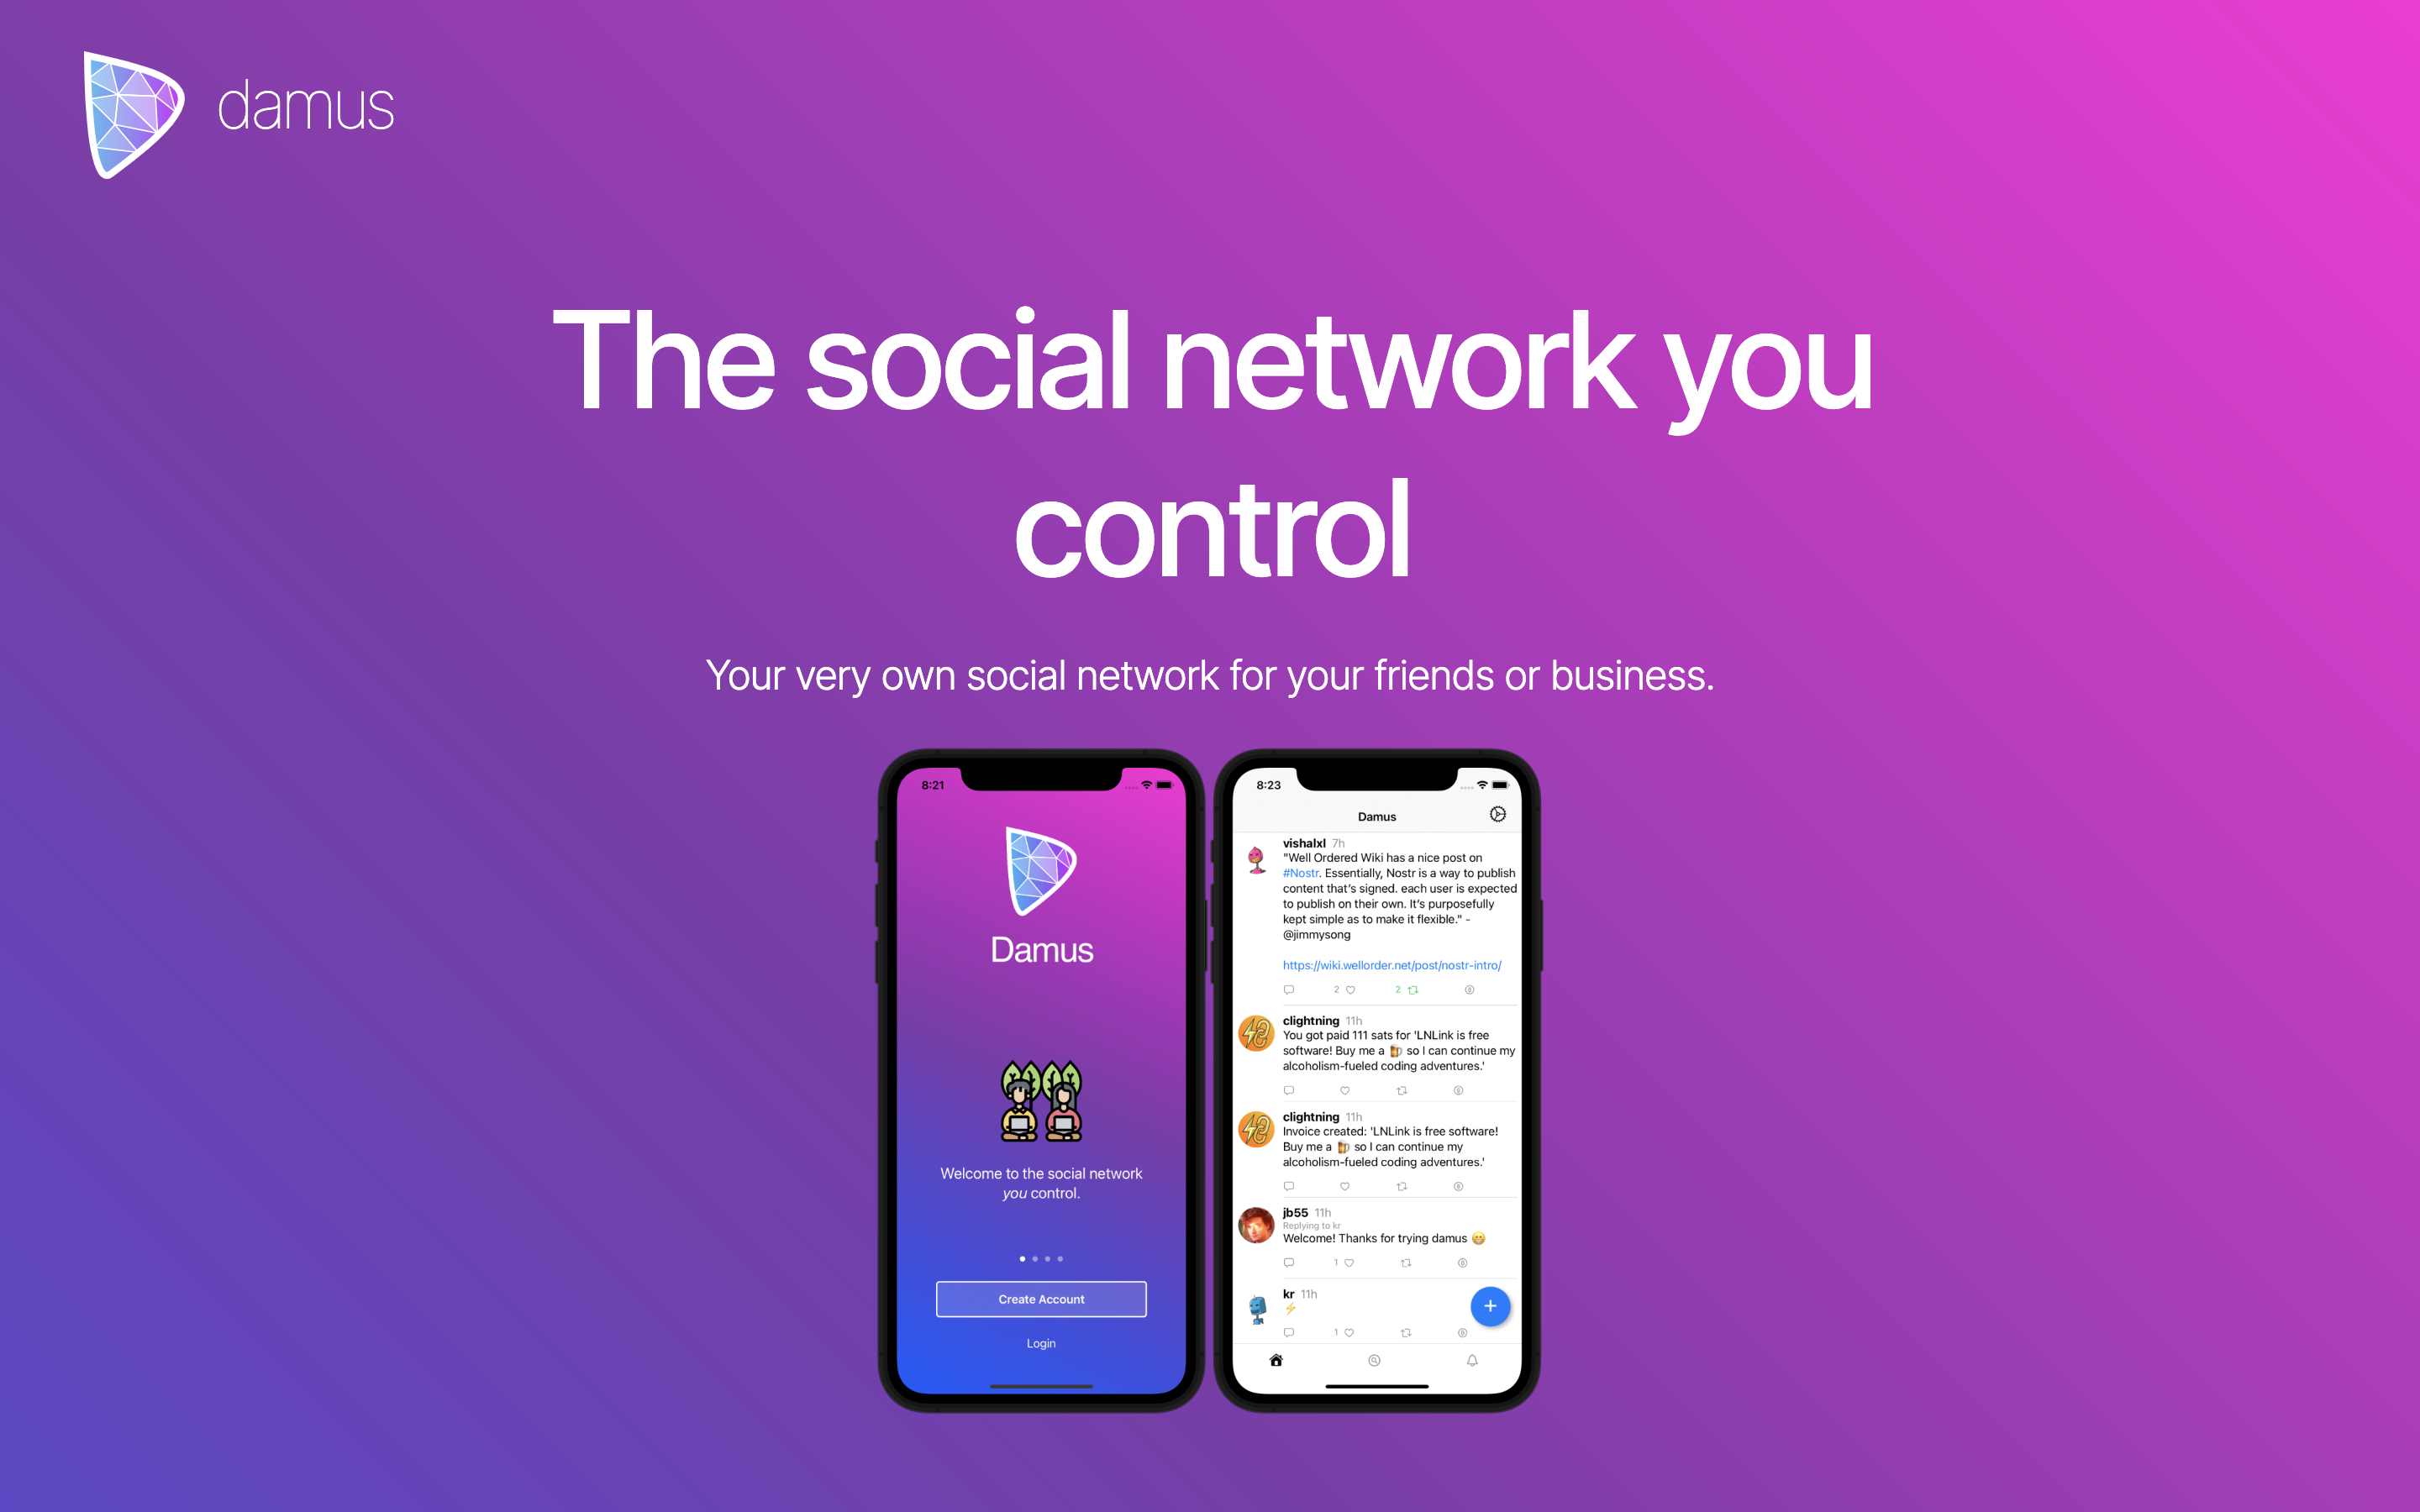 damus
The social network you
control
Your very own social network for your friends or business.
8:21
Damus
Welcome to the social network
you control.
Create Account
Login
8:23
Damus
vishalxl 7h
"Well Ordered Wiki has a nice post on
#Nostr. Essentially, Nostr is a way to publish
content that's signed. each user is expected
to publish on their own. It's purposefully
kept simple as to make it flexible." -
@jimmysong
https://wiki.wellorder.net/post/nostr-intro/
2 2
clightning 11h
You got paid 111 sats for 'LNLink is free
software! Buy me a 🍺 so I can continue my
alcoholism-fueled coding adventures.'
clightning 11h
Invoice created: 'LNLink is free software!
Buy me a 🍺 so I can continue my
alcoholism-fueled coding adventures.'
jb55 11h
Replying to kr
Welcome! Thanks for trying damus 😁
1
kr 11h
⚡
1